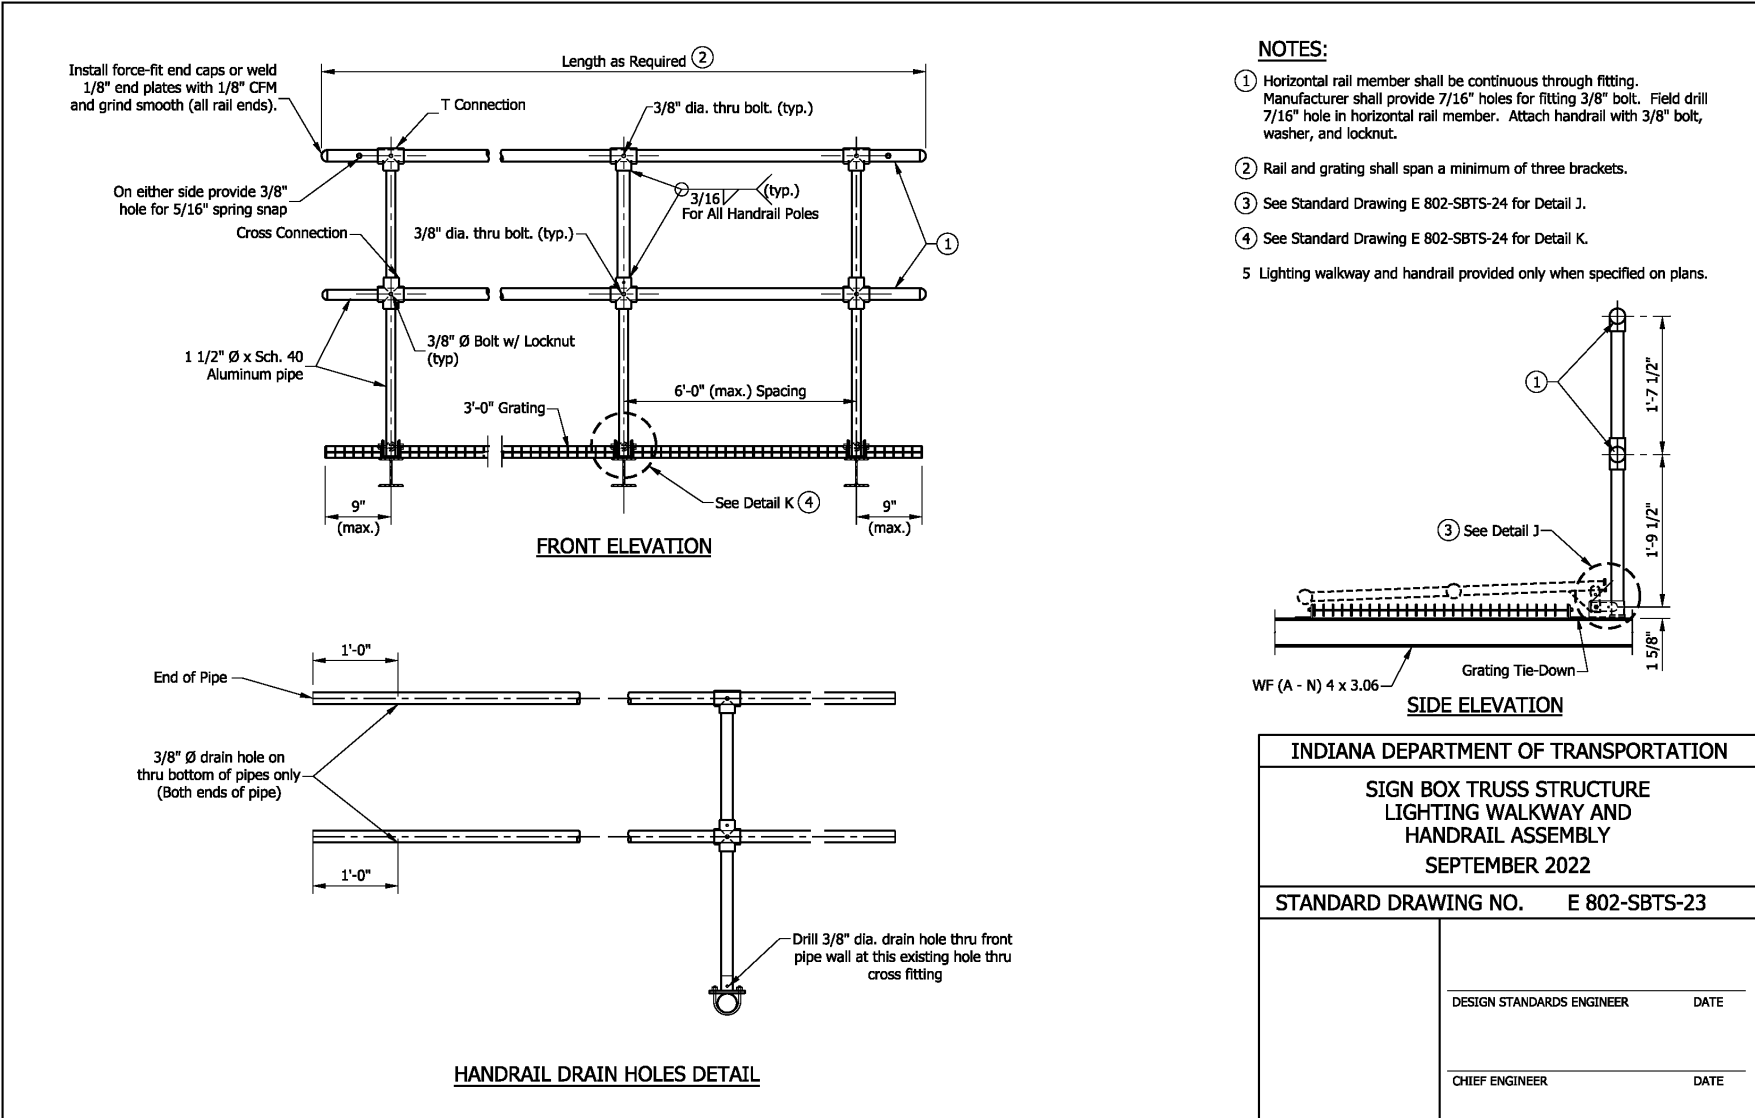 Install force-fit end caps or weld
1/8" end plates with 1/8" CFM
and grind smooth (all rail ends).
Length as Required 2
T Connection
3/8" dia. thru bolt. (typ.)
On either side provide 3/8"
hole for 5/16" spring snap
3/16
(typ.)
For All Handrail Poles
Cross Connection
3/8" dia. thru bolt. (typ.)
1
3/8" Ø Bolt w/ Locknut
(typ)
1 1/2" Ø x Sch. 40
Aluminum pipe
6'-0" (max.) Spacing
3'-0" Grating
See Detail K 4
9"
(max.)
9"
(max.)
FRONT ELEVATION
1'-0"
End of Pipe
3/8" Ø drain hole on
thru bottom of pipes only
(Both ends of pipe)
1'-0"
Drill 3/8" dia. drain hole thru front
pipe wall at this existing hole thru
cross fitting
HANDRAIL DRAIN HOLES DETAIL
NOTES:
1 Horizontal rail member shall be continuous through fitting.
Manufacturer shall provide 7/16" holes for fitting 3/8" bolt. Field drill
7/16" hole in horizontal rail member. Attach handrail with 3/8" bolt,
washer, and locknut.
2 Rail and grating shall span a minimum of three brackets.
3 See Standard Drawing E 802-SBTS-24 for Detail J.
4 See Standard Drawing E 802-SBTS-24 for Detail K.
5 Lighting walkway and handrail provided only when specified on plans.
1
1'-7 1/2"
1'-9 1/2"
3 See Detail J
1 5/8"
Grating Tie-Down
WF (A - N) 4 x 3.06
SIDE ELEVATION
INDIANA DEPARTMENT OF TRANSPORTATION
SIGN BOX TRUSS STRUCTURE
LIGHTING WALKWAY AND
HANDRAIL ASSEMBLY
SEPTEMBER 2022
STANDARD DRAWING NO. E 802-SBTS-23
DESIGN STANDARDS ENGINEER DATE
CHIEF ENGINEER DATE